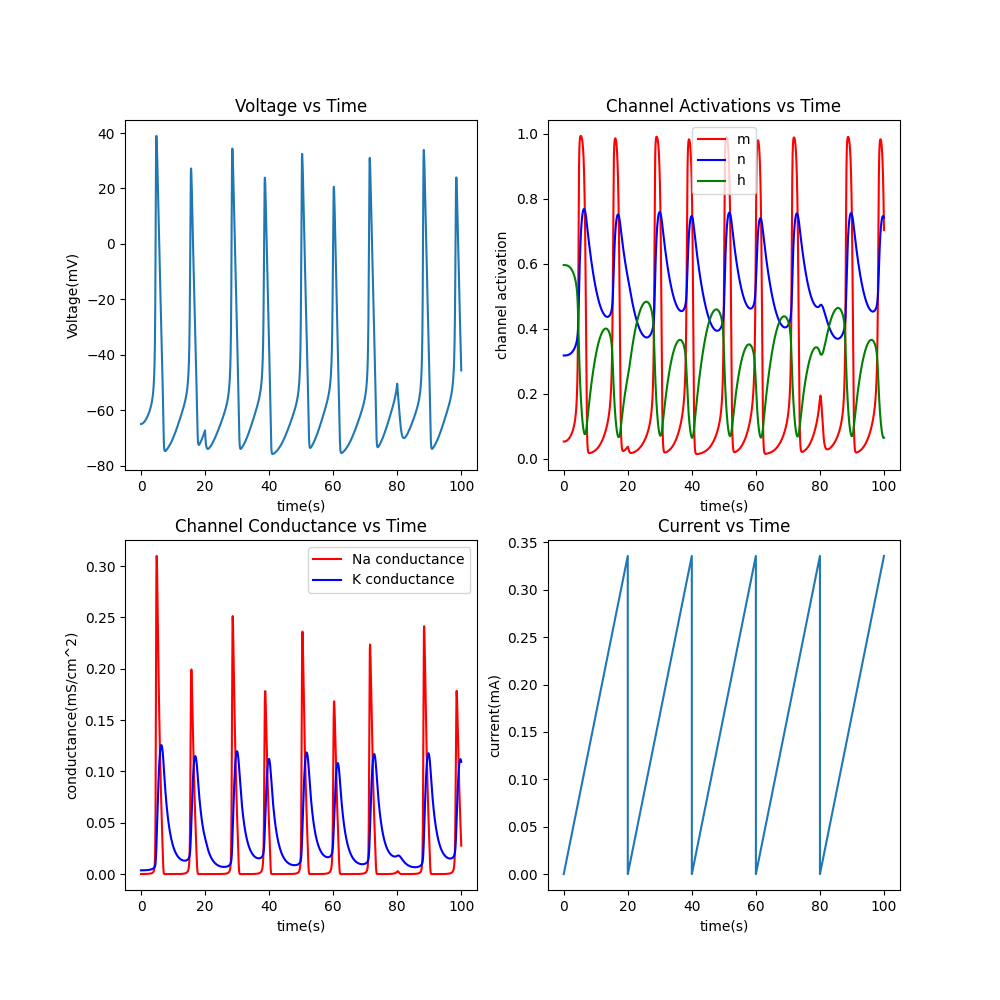 Voltage vs Time
40
20
0
−20
−40
−60
−80
Voltage(mV)
0 20 40 60 80 100
time(s)
Channel Activations vs Time
m
n
h
1.0
0.8
0.6
0.4
0.2
0.0
channel activation
0 20 40 60 80 100
time(s)
Channel Conductance vs Time
Na conductance
K conductance
0.30
0.25
0.20
0.15
0.10
0.05
0.00
conductance(mS/cm^2)
0 20 40 60 80 100
time(s)
Current vs Time
0.35
0.30
0.25
0.20
0.15
0.10
0.05
0.00
current(mA)
0 20 40 60 80 100
time(s)